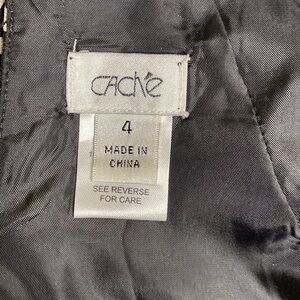 caché
4
MADE IN
CHINA
SEE REVERSE
FOR CARE